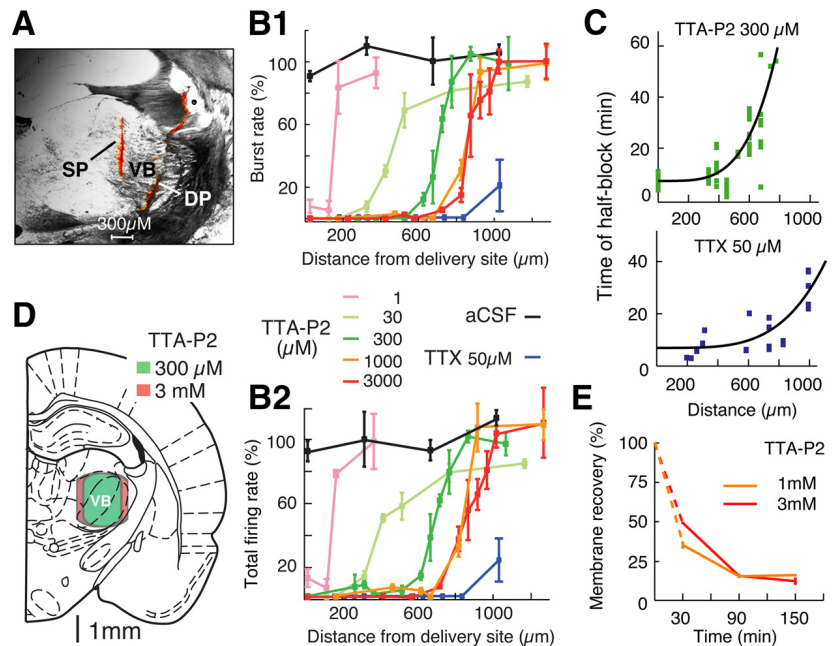 A
SP
VB
DP
300µM
B1
Burst rate (%)
100
60
20
200
600
1000
Distance from delivery site (µm)
C
TTA-P2 300 µM
60
40
20
0
200
600
1000
TTX 50 µM
40
20
0
200
600
1000
Time of half-block (min)
Distance (µm)
TTA-P2
(µM)
1
30
300
1000
3000
aCSF
TTX 50µM
D
TTA-P2
300 µM
3 mM
VB
1mm
B2
Total firing rate (%)
100
60
20
200
600
1000
Distance from delivery site (µm)
E
Membrane recovery (%)
100
75
50
25
0
30
90
150
Time (min)
TTA-P2
1mM
3mM